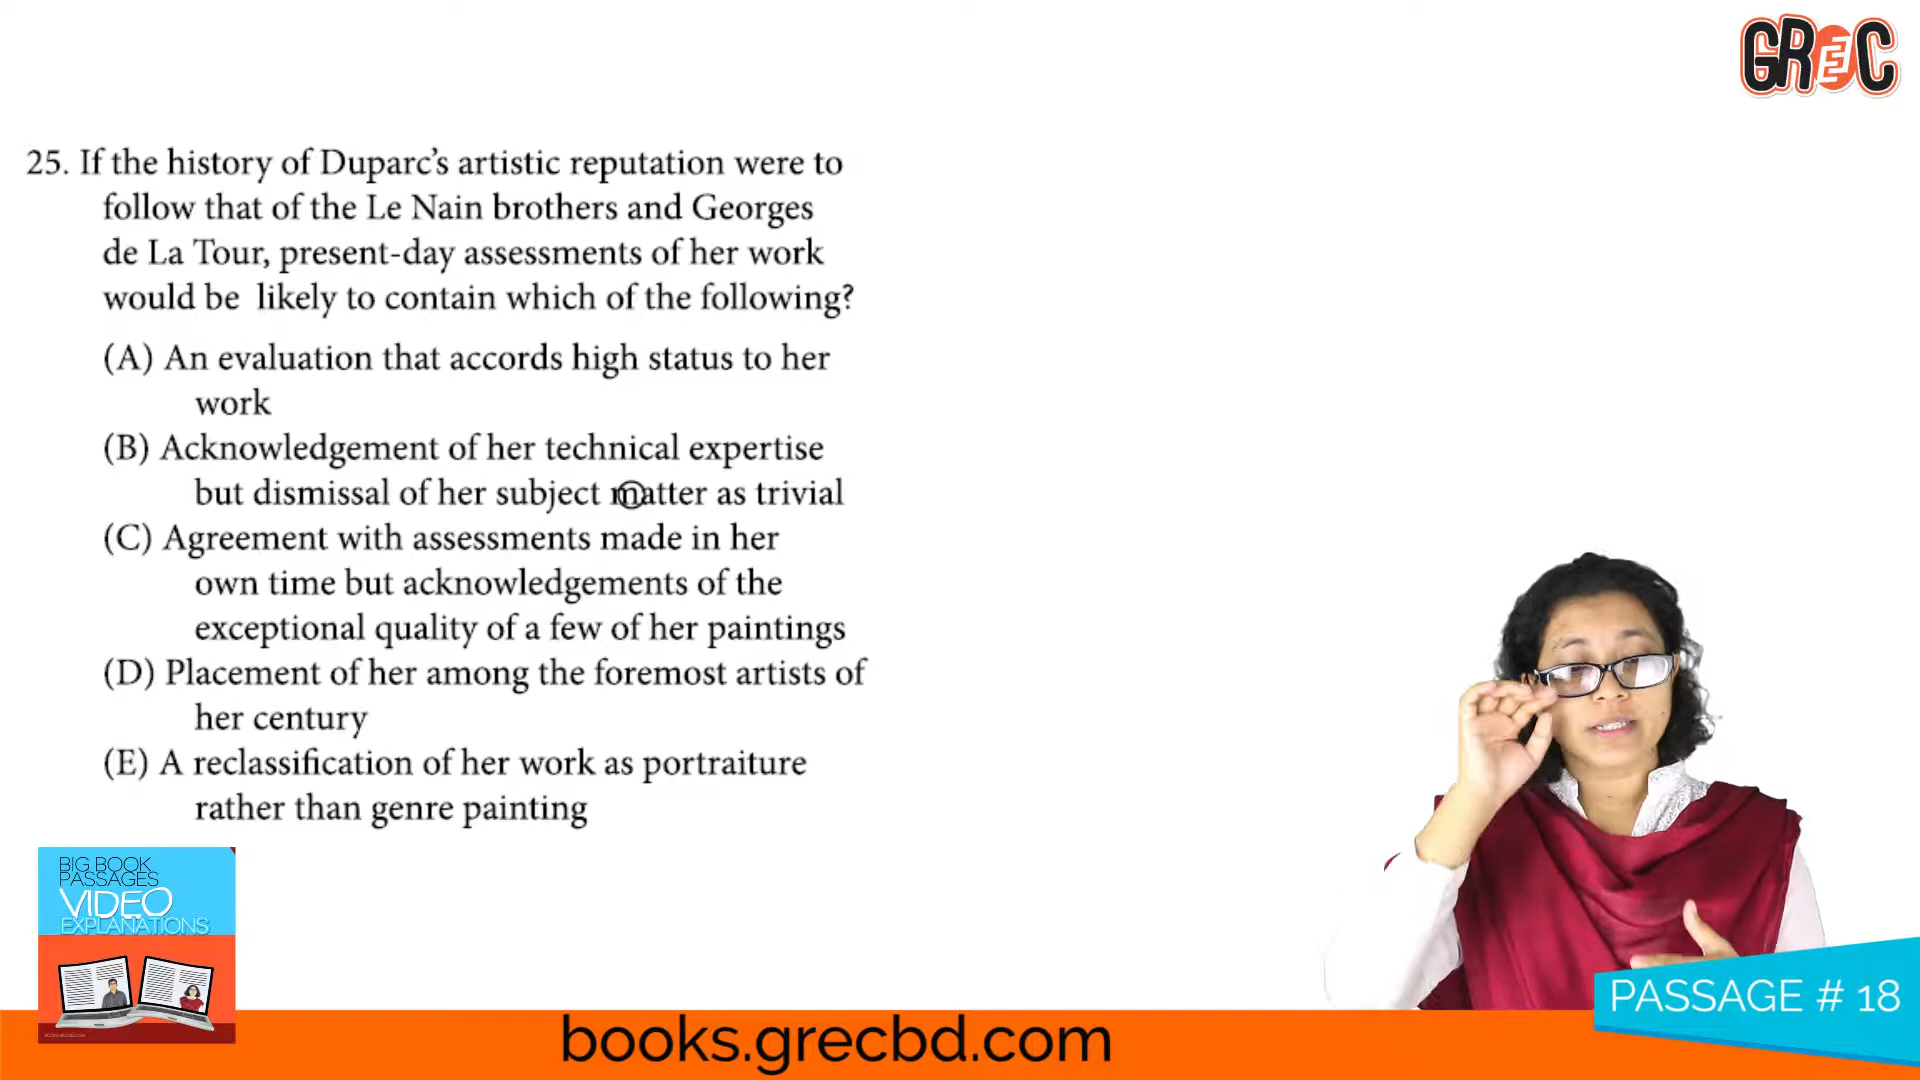 GREC
25. If the history of Duparc’s artistic reputation were to
follow that of the Le Nain brothers and Georges
de La Tour, present-day assessments of her work
would be likely to contain which of the following?
(A) An evaluation that accords high status to her
work
(B) Acknowledgement of her technical expertise
but dismissal of her subject matter as trivial
(C) Agreement with assessments made in her
own time but acknowledgements of the
exceptional quality of a few of her paintings
(D) Placement of her among the foremost artists of
her century
(E) A reclassification of her work as portraiture
rather than genre painting
BIG BOOK
PASSAGES
VIDEO
EXPLANATIONS
PASSAGE # 18
books.grecbd.com